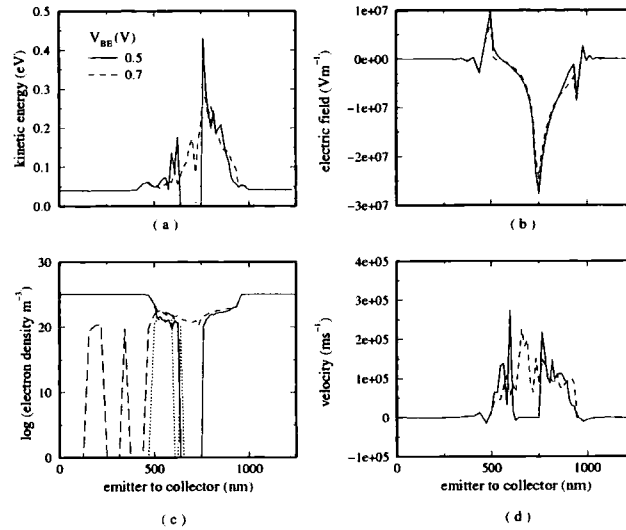 0.5
0.4
0.3
0.2
0.1
0.0
kinetic energy (eV)
V_BE (V)
0.5
0.7
( a )
1e+07
0e+00
-1e+07
-2e+07
-3e+07
electric field (Vm⁻¹)
( b )
30
20
10
0
log (electron density m⁻³)
0
500
1000
emitter to collector (nm)
( c )
4e+05
3e+05
2e+05
1e+05
0
-1e+05
velocity (ms⁻¹)
0
500
1000
emitter to collector (nm)
( d )